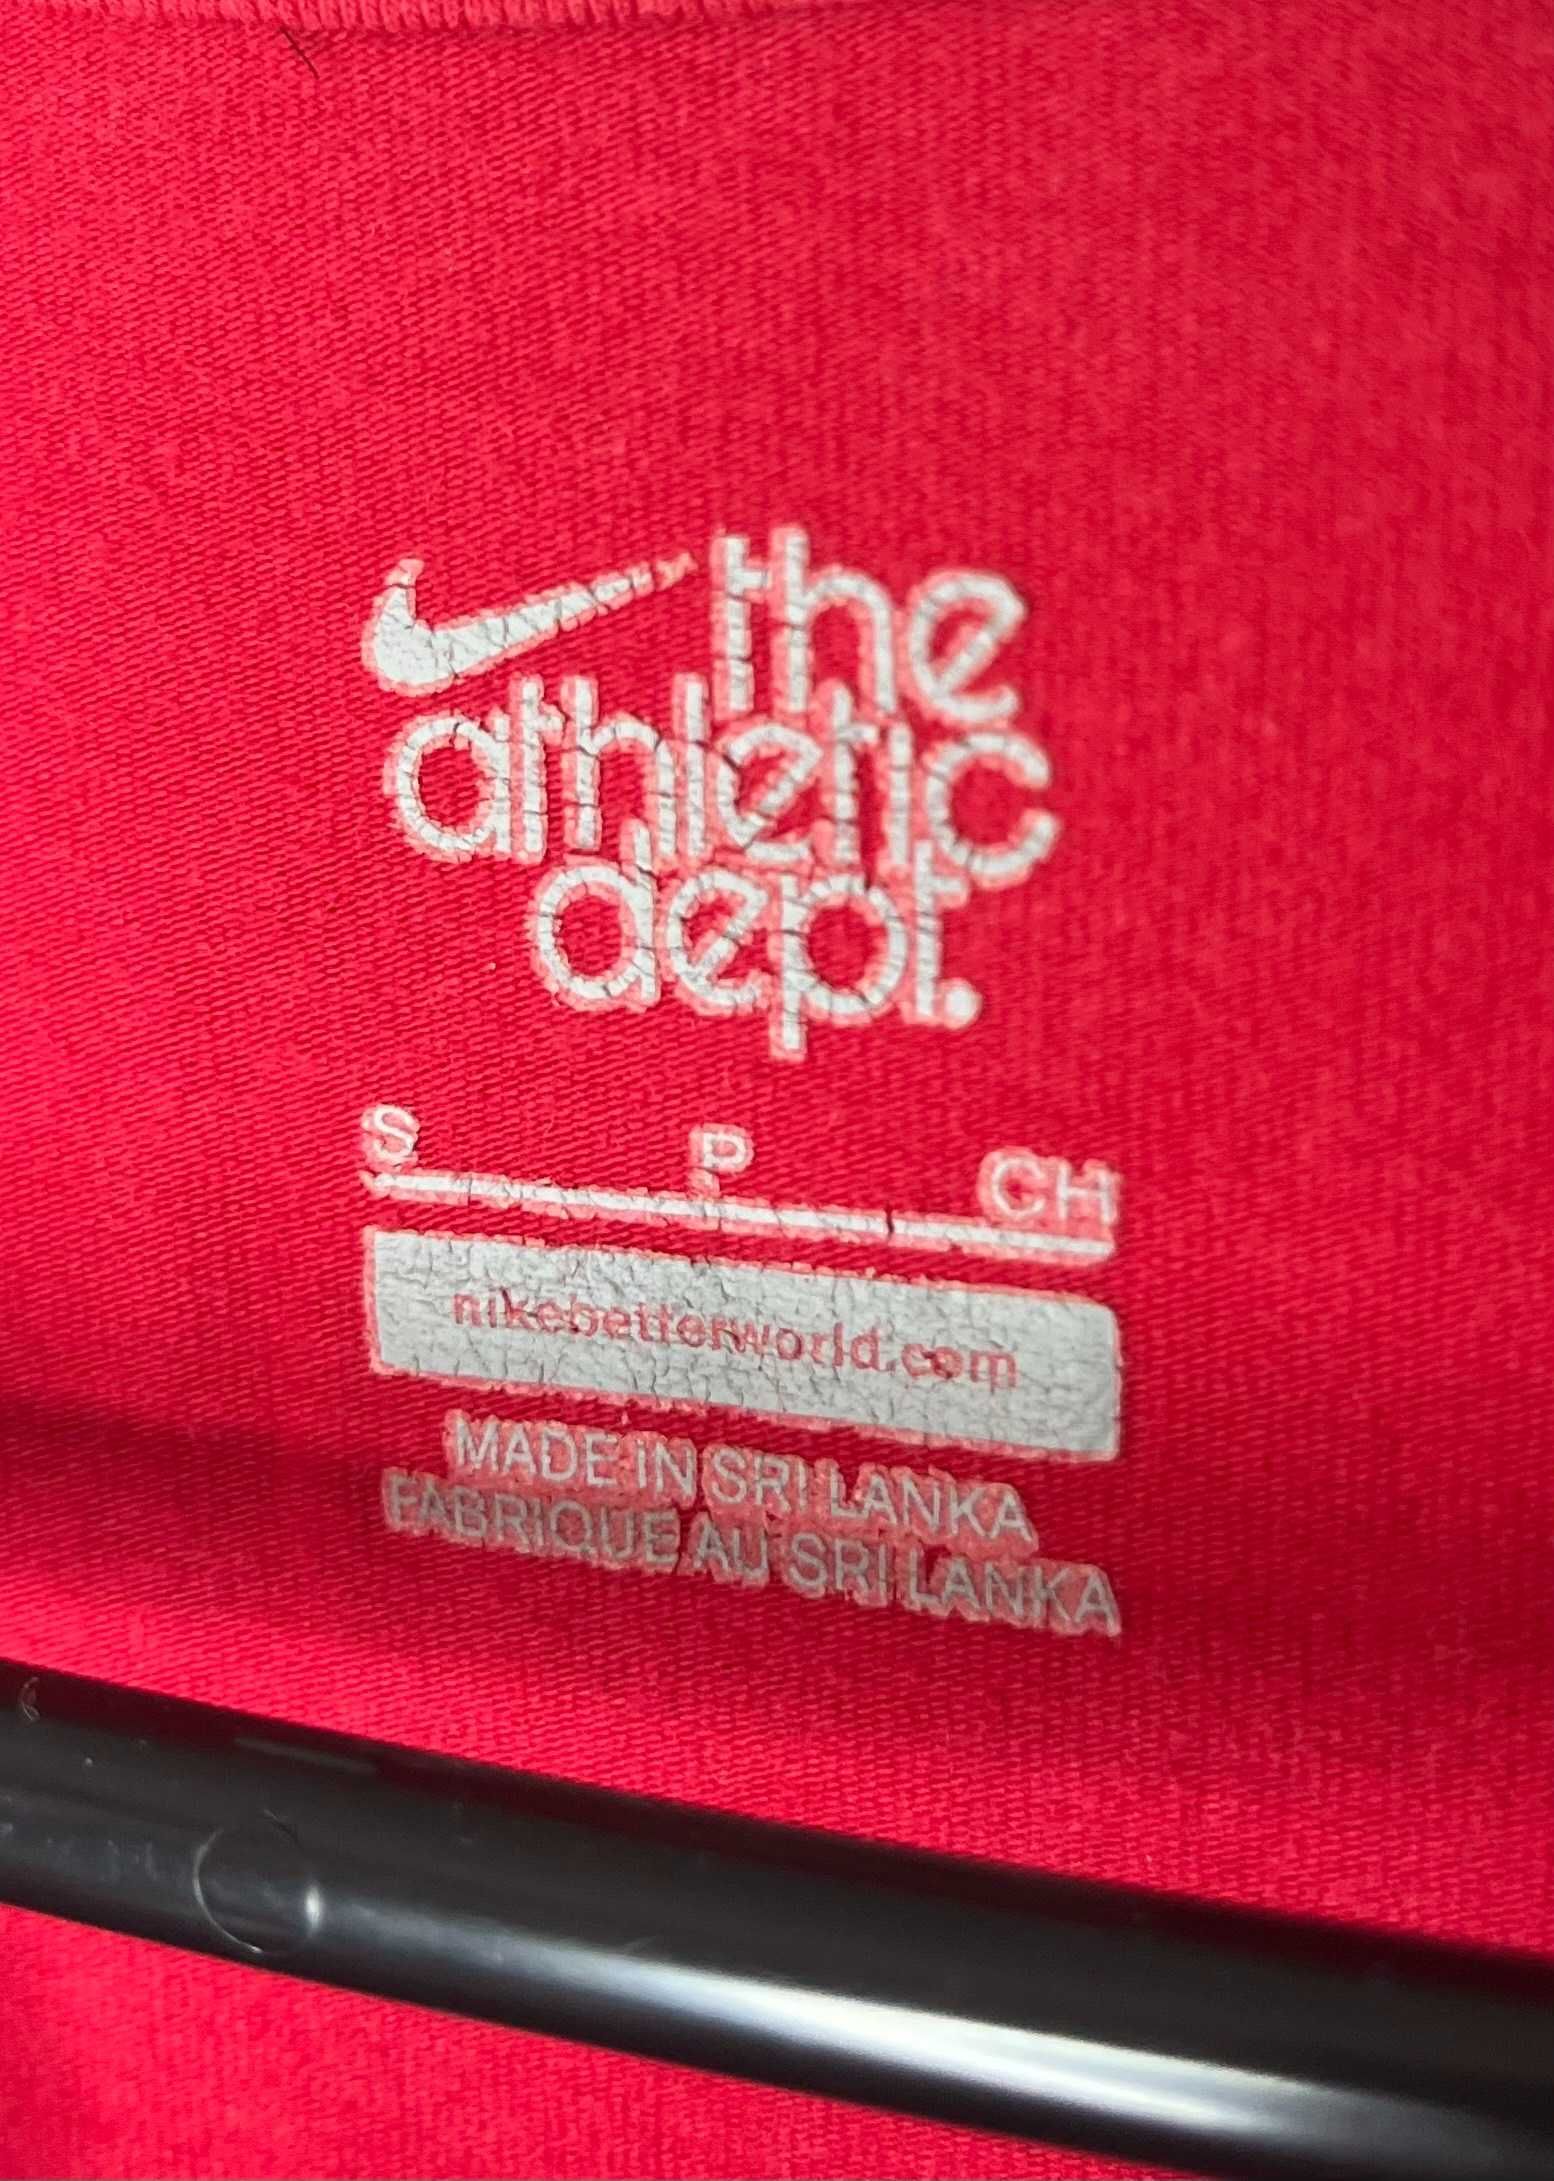 the
athletic
dept.
S P CH
nikebetterworld.com
MADE IN SRI LANKA
FABRIQUE AU SRI LANKA